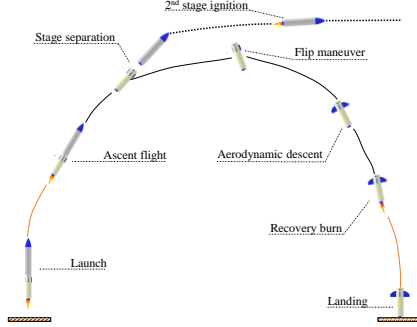 2nd stage ignition
Stage separation
Flip maneuver
Ascent flight
Aerodynamic descent
Recovery burn
Launch
Landing